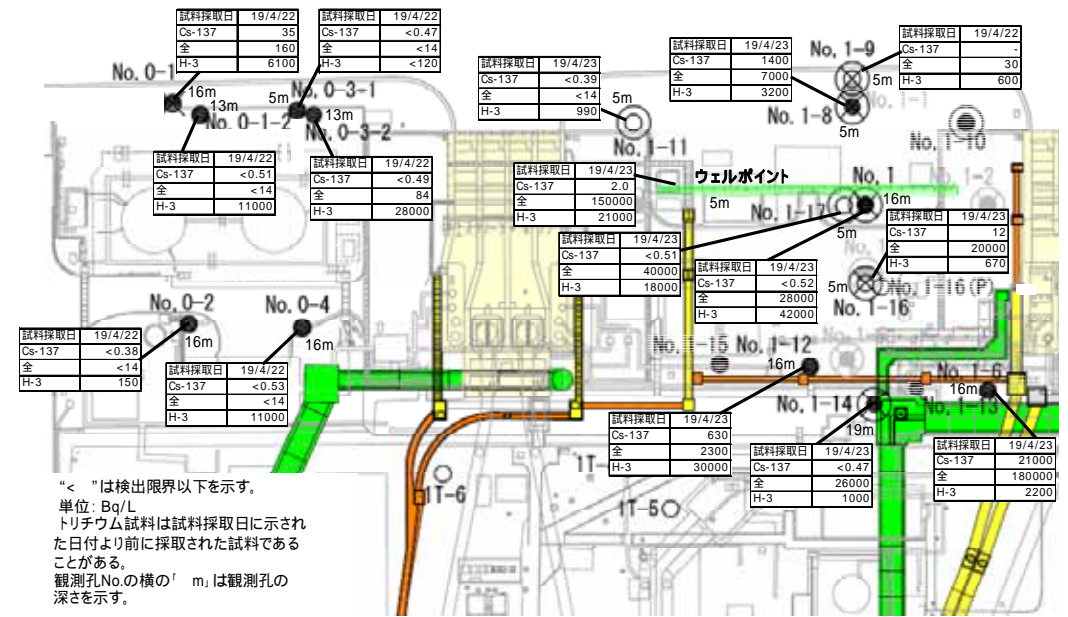 試料採取日 19/4/22
Cs-137 35
全 160
H-3 6100
試料採取日 19/4/22
Cs-137 <0.47
全 <14
H-3 <120
試料採取日 19/4/23
Cs-137 <0.39
全 <14
H-3 990
試料採取日 19/4/23
Cs-137 1400
全 7000
H-3 3200
試料採取日 19/4/22
Cs-137 -
全 30
H-3 600
No. 0-1
16m
13m
No. 0-1-2
5m
No. 0-3-1
13m
No. 0-3-2
5m
No. 1-11
No. 1-9
5m
No. 1-8
5m
No. 1-1
No. 1-10
試料採取日 19/4/22
Cs-137 <0.51
全 <14
H-3 11000
試料採取日 19/4/22
Cs-137 <0.49
全 84
H-3 28000
試料採取日 19/4/23
Cs-137 2.0
全 150000
H-3 21000
ウェルポイント
5m
No. 1
16m
No. 1-2
No. 1-17
5m
試料採取日 19/4/23
Cs-137 12
全 20000
H-3 670
試料採取日 19/4/23
Cs-137 <0.51
全 40000
H-3 18000
試料採取日 19/4/23
Cs-137 <0.52
全 28000
H-3 42000
5m
No. 1-16(P)
No. 1-16
No. 0-2
16m
No. 0-4
16m
試料採取日 19/4/22
Cs-137 <0.38
全 <14
H-3 150
試料採取日 19/4/22
Cs-137 <0.53
全 <14
H-3 11000
No. 1-15
No. 1-12
16m
No. 1-6
16m
No. 1-13
No. 1-14
19m
試料採取日 19/4/23
Cs-137 630
全 2300
H-3 30000
試料採取日 19/4/23
Cs-137 <0.47
全 26000
H-3 1000
試料採取日 19/4/23
Cs-137 21000
全 180000
H-3 2200
1T-6
1T-5
“< ”は検出限界以下を示す。
単位: Bq/L
トリチウム試料は試料採取日に示され
た日付より前に採取された試料である
ことがある。
観測孔No.の横の「 m」は観測孔の
深さを示す。